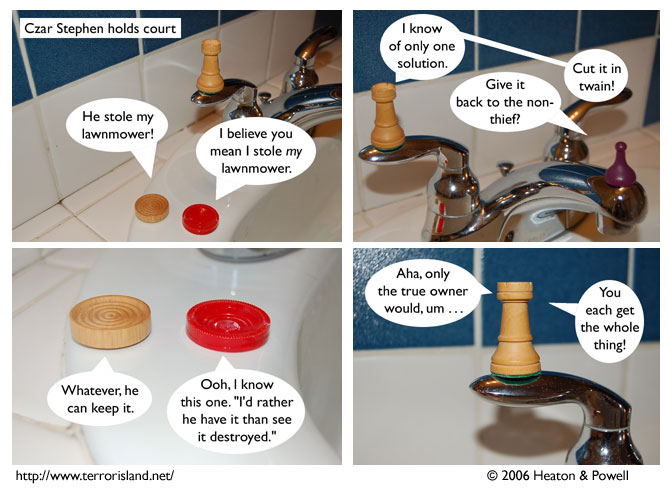 Czar Stephen holds court
He stole my
lawnmower!
I believe you
mean I stole my
lawnmower.
I know
of only one
solution.
Cut it in
twain!
Give it
back to the non-
thief?
Whatever, he
can keep it.
Ooh, I know
this one. "I'd rather
he have it than see
it destroyed."
Aha, only
the true owner
would, um . . .
You
each get
the whole
thing!
http://www.terrorisland.net/
© 2006 Heaton & Powell